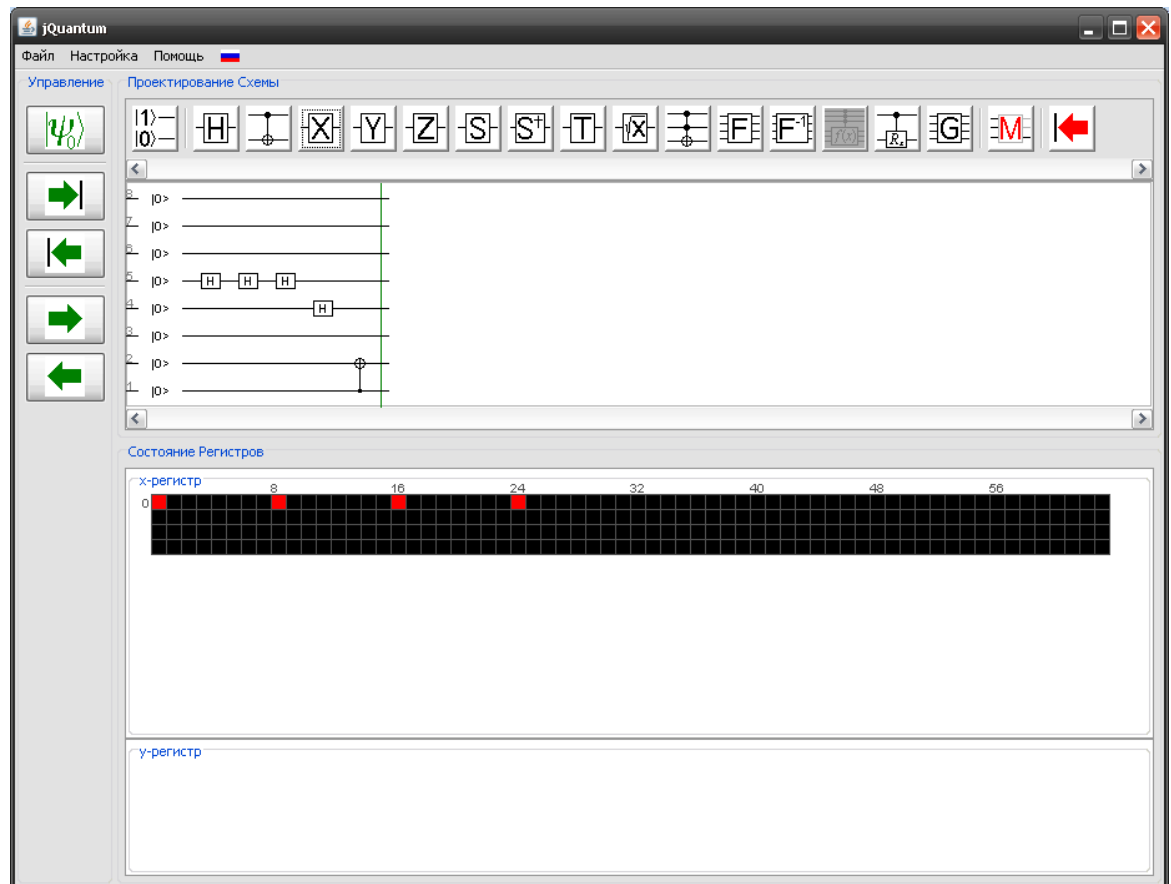 jQuantum
Файл Настройка Помощь
Управление
Проектирование Схемы
|ψ₀⟩
|1⟩
|0⟩
H X Y Z S S⁺ T √X F F⁻¹ f(x) Rₖ G M
8 |0>
7 |0>
6 |0>
5 |0> H H H
4 |0> H
3 |0>
2 |0>
1 |0>
Состояние Регистров
x-регистр
8 16 24 32 40 48 56
0
y-регистр